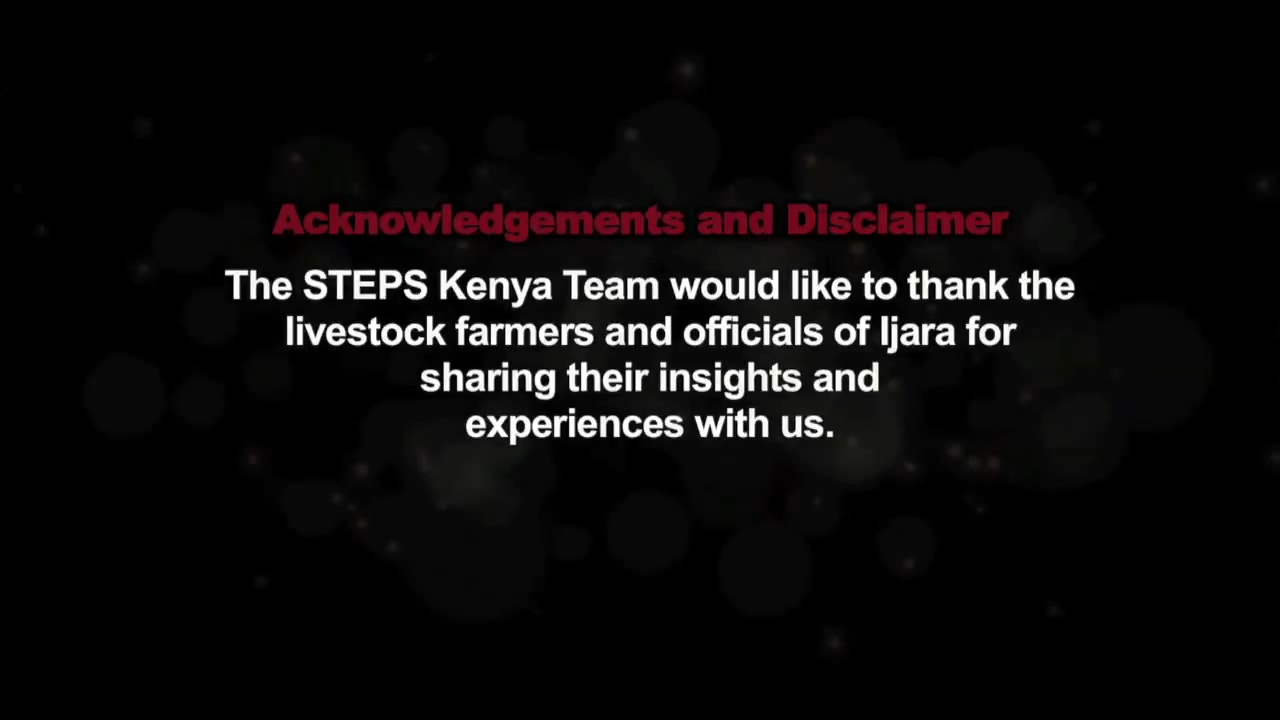 Acknowledgements and Disclaimer
The STEPS Kenya Team would like to thank the
livestock farmers and officials of Ijara for
sharing their insights and
experiences with us.